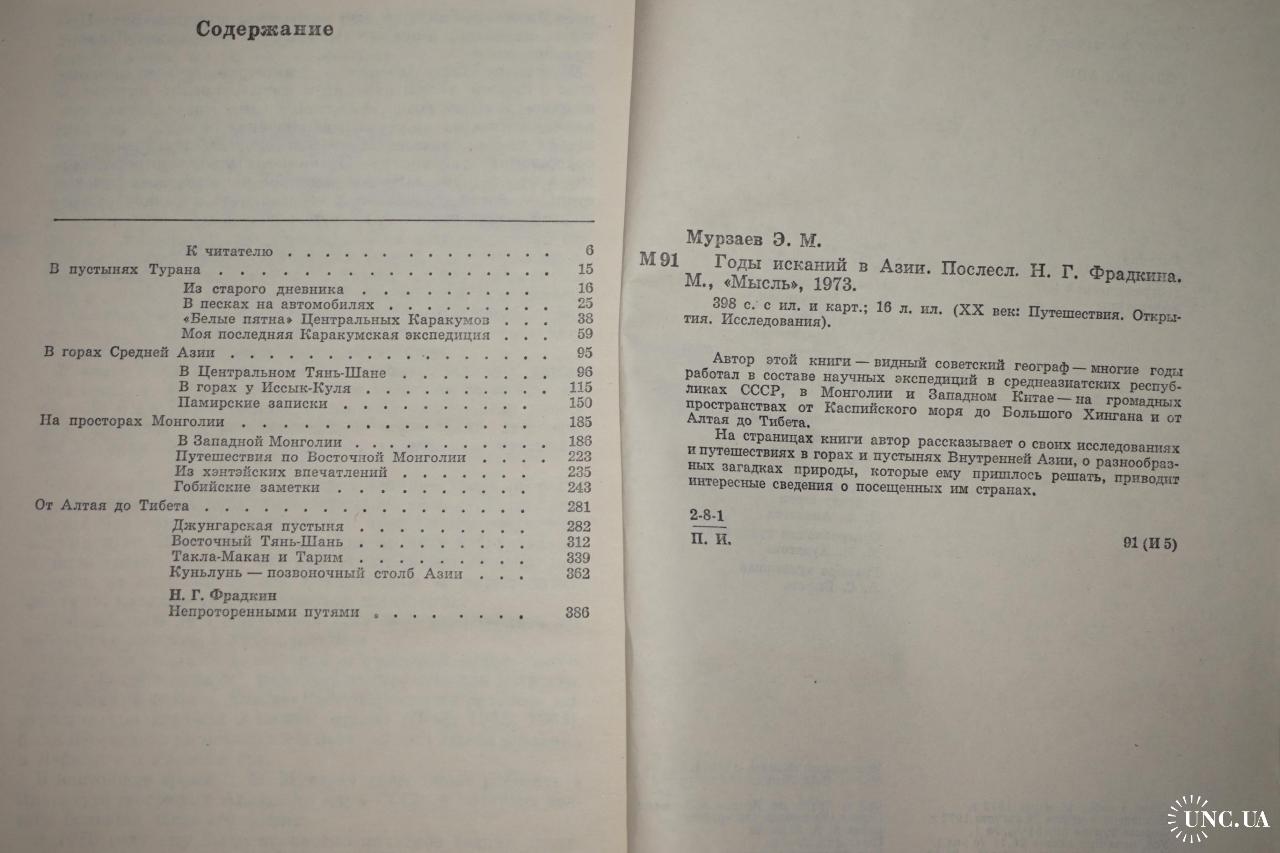 Содержание
К читателю . . . . . . . . . . . . . . . 6
В пустынях Турана . . . . . . . . . . . . . . . . . . 15
Из старого дневника . . . . . . . . . 16
В песках на автомобилях . . . . . . . . 25
«Белые пятна» Центральных Каракумов . . . 38
Моя последняя Каракумская экспедиция . . . 59
В горах Средней Азии . . . . . . . . . . . . . . . . . 95
В Центральном Тянь-Шане . . . . . . . . 96
В горах у Иссык-Куля . . . . . . . . . . 115
Памирские записки . . . . . . . . . . . 150
На просторах Монголии . . . . . . . . . . . . . . . . 185
В Западной Монголии . . . . . . . . . . 186
Путешествия по Восточной Монголии . . . . 223
Из хэнтэйских впечатлений . . . . . . . . 235
Гобийские заметки . . . . . . . . . . . 243
От Алтая до Тибета . . . . . . . . . . . . . . . . . . 281
Джунгарская пустыня . . . . . . . . . 282
Восточный Тянь-Шань . . . . . . . . . 312
Такла-Макан и Тарим . . . . . . . . . 339
Куньлунь — позвоночный столб Азии . . . 362
Н. Г. Фрадкин
Непроторенными путями . . . . . . . . 386
Мурзаев Э. М.
М 91 Годы исканий в Азии. Послесл. Н. Г. Фрадкина.
М., «Мысль», 1973.
398 с. с ил. и карт.; 16 л. ил. (XX век: Путешествия. Откры-
тия. Исследования).
Автор этой книги — видный советский географ — многие годы
работал в составе научных экспедиций в среднеазиатских респуб-
ликах СССР, в Монголии и Западном Китае — на громадных
пространствах от Каспийского моря до Большого Хингана и от
Алтая до Тибета.
На страницах книги автор рассказывает о своих исследованиях
и путешествиях в горах и пустынях Внутренней Азии, о разнообраз-
ных загадках природы, которые ему пришлось решать, приводит
интересные сведения о посещенных им странах.
2-8-1
П. И.
91 (И 5)
UNC.UA